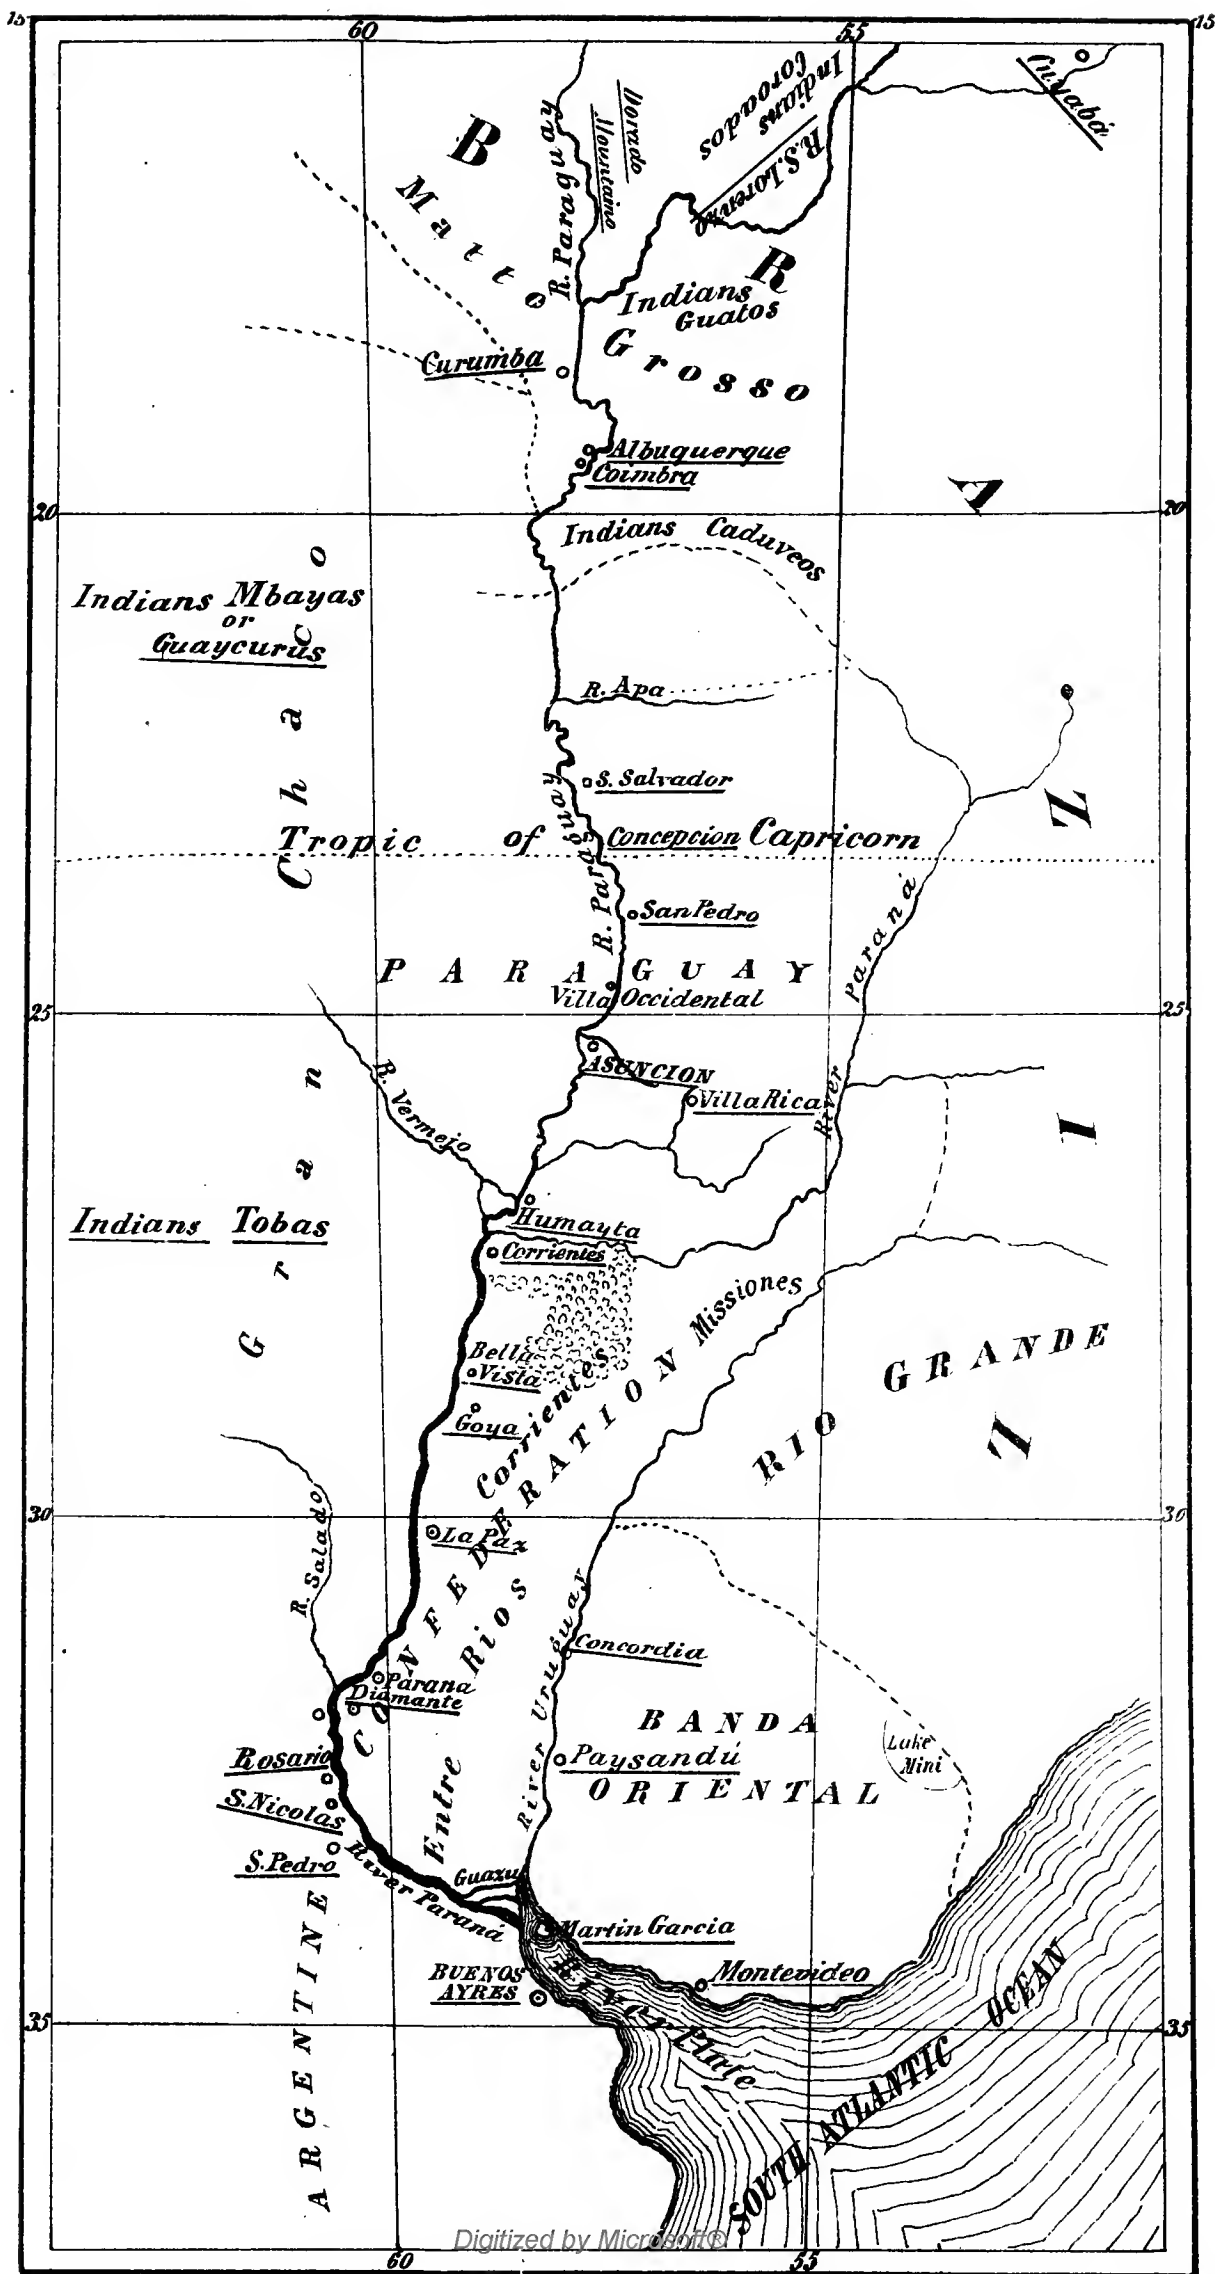 15 60 55 15
Cuyabá
Indians
Coroados
R.S.Lorenzo
Dorado
Mountains
R. Paraguay
BRAZIL
Matto Grosso
Indians
Guatos
Curumba
Albuquerque
Coimbra
20 20
Indians Caduveos
Indians Mbayas
or
Guaycurus
Gran Chaco
R. Apa
S. Salvador
R. Paraguay
Tropic of Capricorn
Concepcion
San Pedro
River Paraná
PARAGUAY
Villa Occidental
25 25
ASUNCION
Villa Rica
R. Vermejo
Humayta
Indians Tobas
Corrientes
Missiones
Bella
Vista
Goya
Corrientes
RIO GRANDE
30 30
La Paz
R. Salado
ARGENTINE CONFEDERATION
Entre Rios
River Uruguay
Concordia
Parana
Diamante
BANDA
ORIENTAL
Lake
Mini
Rosario
Paysandú
S. Nicolas
S. Pedro
River Paraná
Guazu
Martin Garcia
BUENOS
AYRES
Montevideo
River Plate
35 35
SOUTH ATLANTIC OCEAN
Digitized by Microsoft®
60 55